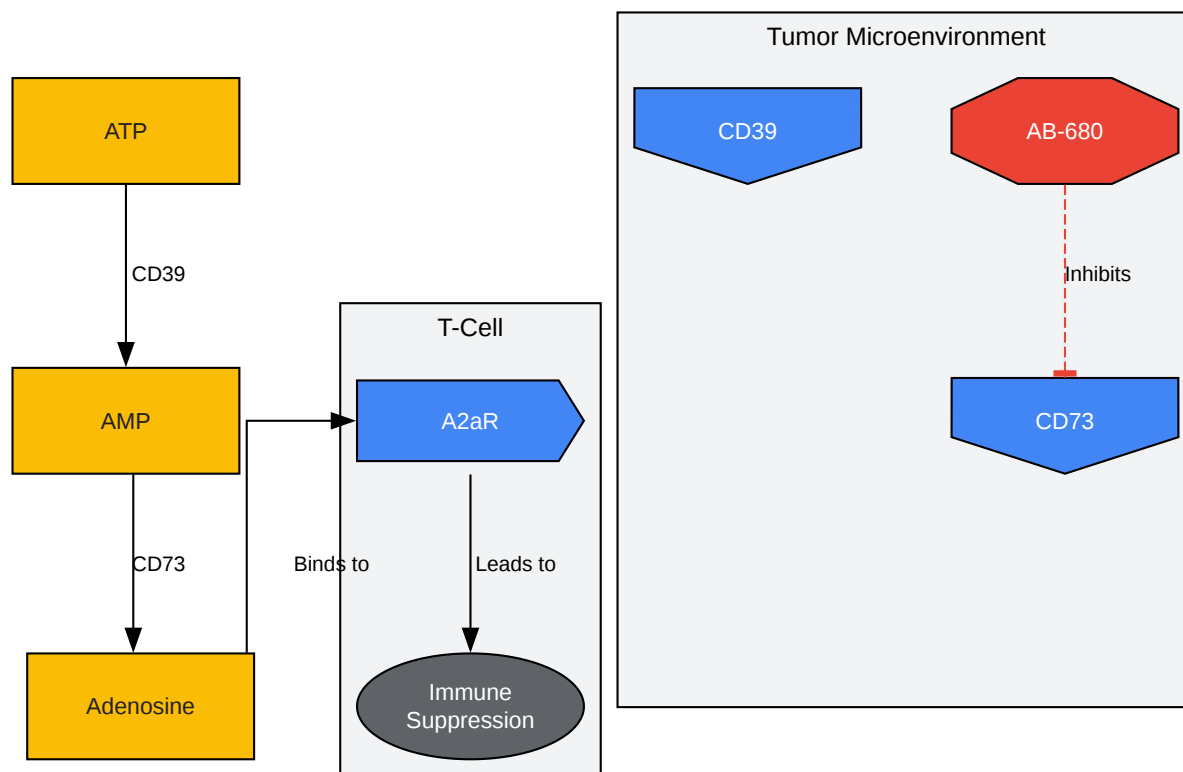 Tumor Microenvironment
ATP
CD39
AB-680
CD39
Inhibits
T-Cell
AMP
A2aR
CD73
CD73
Binds to
Leads to
Adenosine
Immune
Suppression